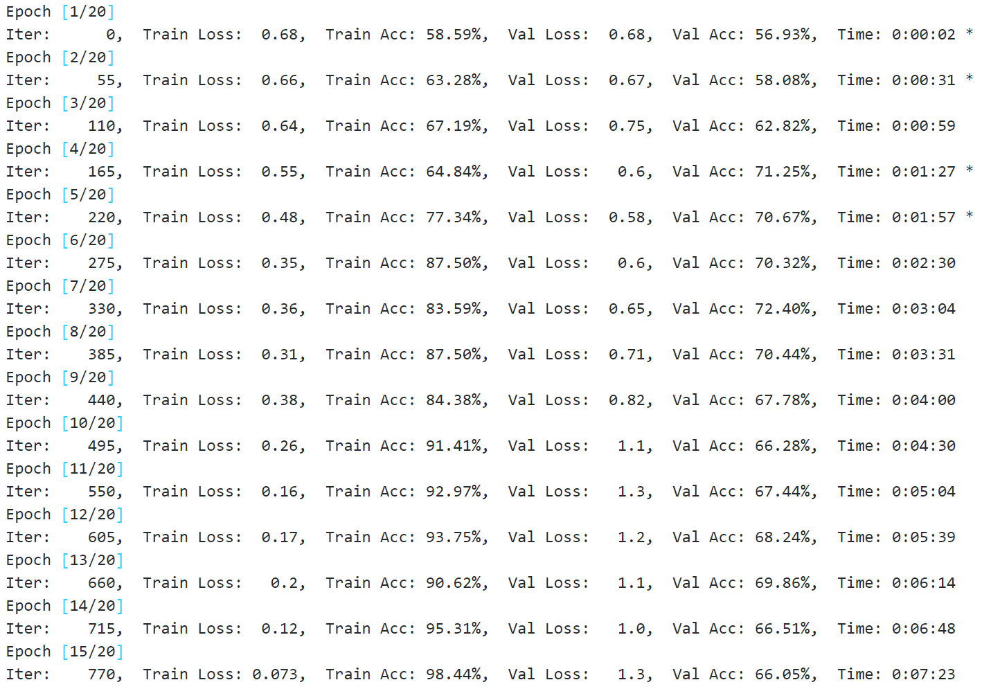 Epoch [1/20]
Iter:      0,  Train Loss:  0.68,  Train Acc: 58.59%,  Val Loss:  0.68,  Val Acc: 56.93%,  Time: 0:00:02 *
Epoch [2/20]
Iter:     55,  Train Loss:  0.66,  Train Acc: 63.28%,  Val Loss:  0.67,  Val Acc: 58.08%,  Time: 0:00:31 *
Epoch [3/20]
Iter:    110,  Train Loss:  0.64,  Train Acc: 67.19%,  Val Loss:  0.75,  Val Acc: 62.82%,  Time: 0:00:59
Epoch [4/20]
Iter:    165,  Train Loss:  0.55,  Train Acc: 64.84%,  Val Loss:   0.6,  Val Acc: 71.25%,  Time: 0:01:27 *
Epoch [5/20]
Iter:    220,  Train Loss:  0.48,  Train Acc: 77.34%,  Val Loss:  0.58,  Val Acc: 70.67%,  Time: 0:01:57 *
Epoch [6/20]
Iter:    275,  Train Loss:  0.35,  Train Acc: 87.50%,  Val Loss:   0.6,  Val Acc: 70.32%,  Time: 0:02:30
Epoch [7/20]
Iter:    330,  Train Loss:  0.36,  Train Acc: 83.59%,  Val Loss:  0.65,  Val Acc: 72.40%,  Time: 0:03:04
Epoch [8/20]
Iter:    385,  Train Loss:  0.31,  Train Acc: 87.50%,  Val Loss:  0.71,  Val Acc: 70.44%,  Time: 0:03:31
Epoch [9/20]
Iter:    440,  Train Loss:  0.38,  Train Acc: 84.38%,  Val Loss:  0.82,  Val Acc: 67.78%,  Time: 0:04:00
Epoch [10/20]
Iter:    495,  Train Loss:  0.26,  Train Acc: 91.41%,  Val Loss:   1.1,  Val Acc: 66.28%,  Time: 0:04:30
Epoch [11/20]
Iter:    550,  Train Loss:  0.16,  Train Acc: 92.97%,  Val Loss:   1.3,  Val Acc: 67.44%,  Time: 0:05:04
Epoch [12/20]
Iter:    605,  Train Loss:  0.17,  Train Acc: 93.75%,  Val Loss:   1.2,  Val Acc: 68.24%,  Time: 0:05:39
Epoch [13/20]
Iter:    660,  Train Loss:   0.2,  Train Acc: 90.62%,  Val Loss:   1.1,  Val Acc: 69.86%,  Time: 0:06:14
Epoch [14/20]
Iter:    715,  Train Loss:  0.12,  Train Acc: 95.31%,  Val Loss:   1.0,  Val Acc: 66.51%,  Time: 0:06:48
Epoch [15/20]
Iter:    770,  Train Loss: 0.073,  Train Acc: 98.44%,  Val Loss:   1.3,  Val Acc: 66.05%,  Time: 0:07:23